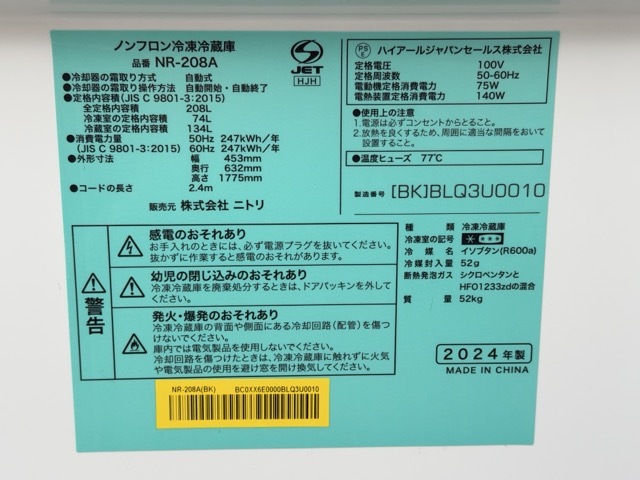 ノンフロン冷凍冷蔵庫
品番 NR-208A
●冷却器の霜取り方式 自動式
●冷却器の霜取り操作方法 自動開始・自動終了
●定格内容積(JIS C 9801-3:2015)
全定格内容積 208L
冷凍室の定格内容積 74L
冷蔵室の定格内容積 134L
●消費電力量 50Hz 247kWh/年
(JIS C 9801-3:2015) 60Hz 247kWh/年
●外形寸法 幅 453mm
奥行 632mm
高さ 1775mm
●コードの長さ 2.4m
販売元 株式会社 ニトリ
S
JET
HJH
PS
E
ハイアールジャパンセールス株式会社
定格電圧 100V
定格周波数 50-60Hz
電動機定格消費電力 75W
電熱装置定格消費電力 140W
●使用上の注意
1.電源は必ずコンセントからとること。
2.放熱を良くするため、周囲に適当な間隔をおいて
設置すること。
●温度ヒューズ 77℃
製造番号 [BK]BLQ3U0010
警告
感電のおそれあり
お手入れのときには、必ず電源プラグを抜いてください。
抜かずに作業すると感電のおそれがあります。
幼児の閉じ込みのおそれあり
冷凍冷蔵庫を廃棄処分するときは、ドアパッキンを外してください。
発火・爆発のおそれあり
冷凍冷蔵庫の背面や側面にある冷却回路（配管）を傷つ
けないでください。
庫内では電気製品を使用しないでください。
冷却回路を傷つけたときは、冷凍冷蔵庫に触れずに火気
や電気製品の使用を避け窓を開け換気してください。
種類 冷凍冷蔵庫
冷凍室の記号 ****
冷媒 イソブタン(R600a)
冷媒封入量 52g
断熱発泡ガス シクロペンタンと
HFO1233zdの混合
質量 52kg
2024年製
MADE IN CHINA
NR-208A(BK) BC0XX6E0000BLQ3U0010